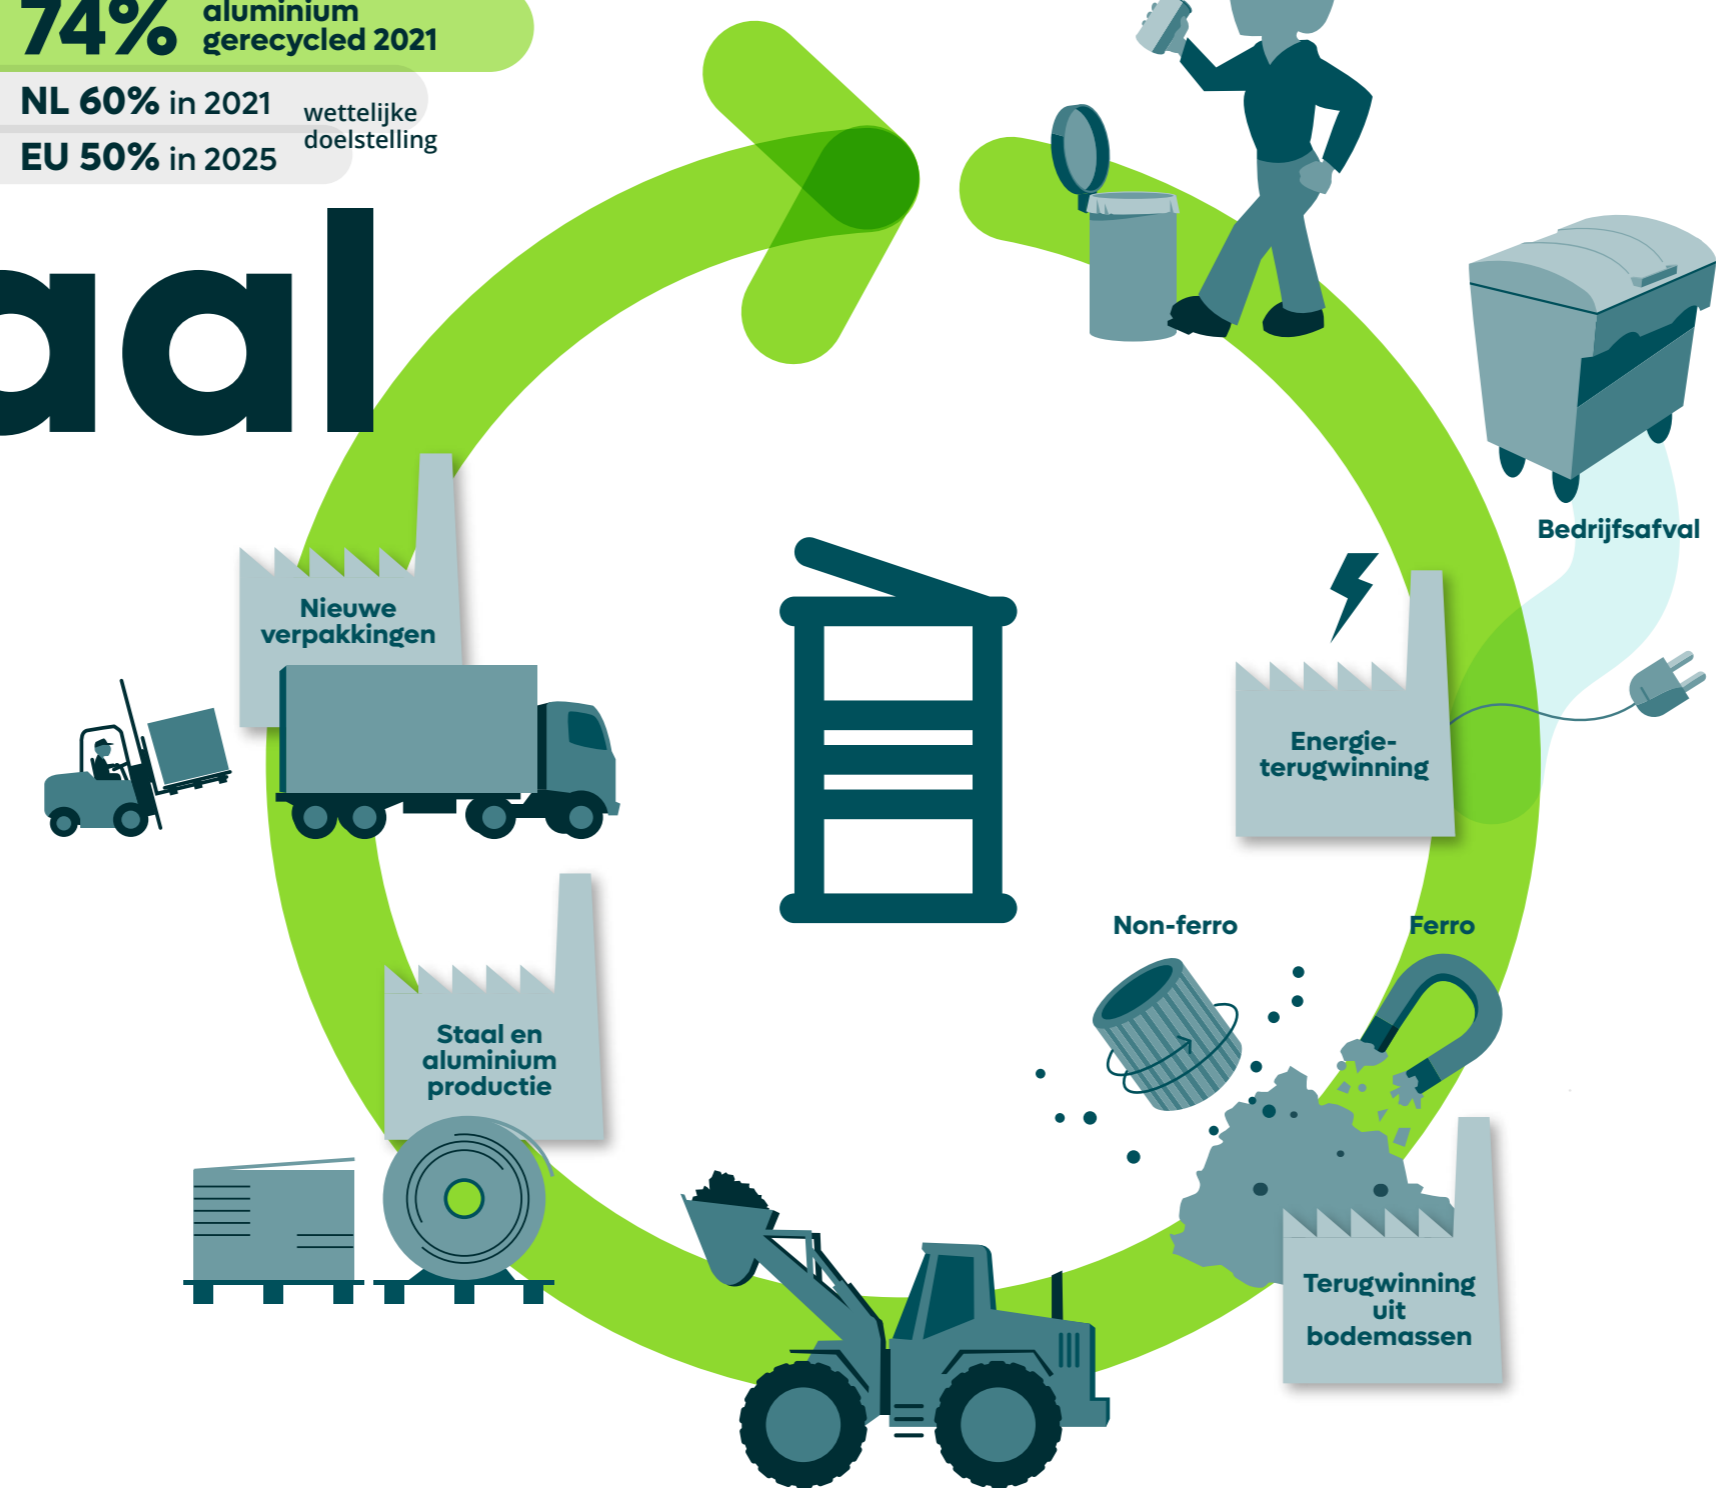 74% aluminium
gerecycled 2021
NL 60% in 2021
wettelijke
doelstelling
EU 50% in 2025
aal
Bedrijfsafval
Nieuwe
verpakkingen
Energie-
terugwinning
Non-ferro
Ferro
Staal en
aluminium
productie
Terugwinning
uit
bodemassen